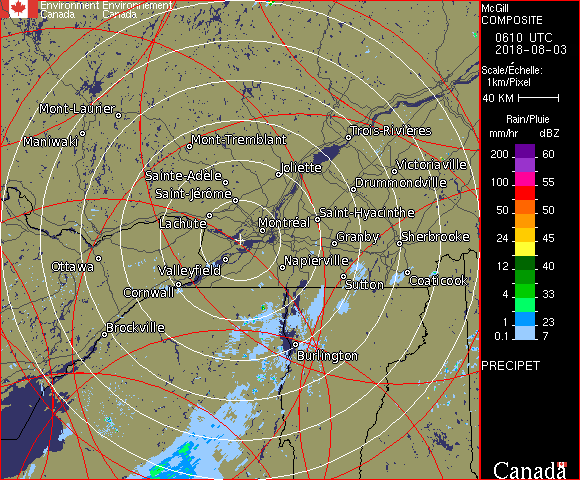 Environment Environnement
Canada Canada
Mont-Laurier
Maniwaki
Mont-Tremblant
Trois-Rivières
Joliette
Victoriaville
Sainte-Adèle
Drummondville
Saint-Jérôme
Lachute
Saint-Hyacinthe
Montréal
Granby
Sherbrooke
Ottawa
Valleyfield
Napierville
Cornwall
Sutton
Coaticook
Brockville
Burlington
McGill
COMPOSITE
0610 UTC
2018-08-03
Scale/Échelle:
1km/Pixel
40 KM
Rain/Pluie
mm/hr dBZ
200 60
155
100 55
50 50
24 45
12 40
4 33
1 23
0.1 7
PRECIPET
Canada